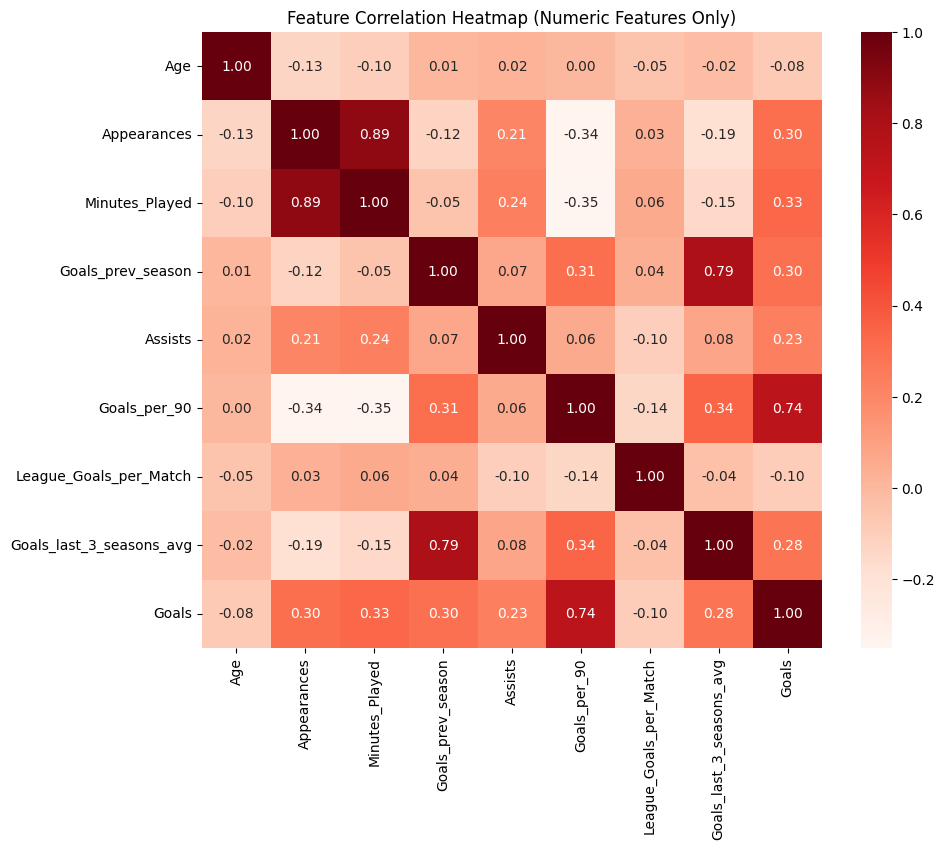 Feature Correlation Heatmap (Numeric Features Only)
Age 1.00 -0.13 -0.10 0.01 0.02 0.00 -0.05 -0.02 -0.08
Appearances -0.13 1.00 0.89 -0.12 0.21 -0.34 0.03 -0.19 0.30
Minutes_Played -0.10 0.89 1.00 -0.05 0.24 -0.35 0.06 -0.15 0.33
Goals_prev_season 0.01 -0.12 -0.05 1.00 0.07 0.31 0.04 0.79 0.30
Assists 0.02 0.21 0.24 0.07 1.00 0.06 -0.10 0.08 0.23
Goals_per_90 0.00 -0.34 -0.35 0.31 0.06 1.00 -0.14 0.34 0.74
League_Goals_per_Match -0.05 0.03 0.06 0.04 -0.10 -0.14 1.00 -0.04 -0.10
Goals_last_3_seasons_avg -0.02 -0.19 -0.15 0.79 0.08 0.34 -0.04 1.00 0.28
Goals -0.08 0.30 0.33 0.30 0.23 0.74 -0.10 0.28 1.00
Age
Appearances
Minutes_Played
Goals_prev_season
Assists
Goals_per_90
League_Goals_per_Match
Goals_last_3_seasons_avg
Goals
1.0
0.8
0.6
0.4
0.2
0.0
−0.2